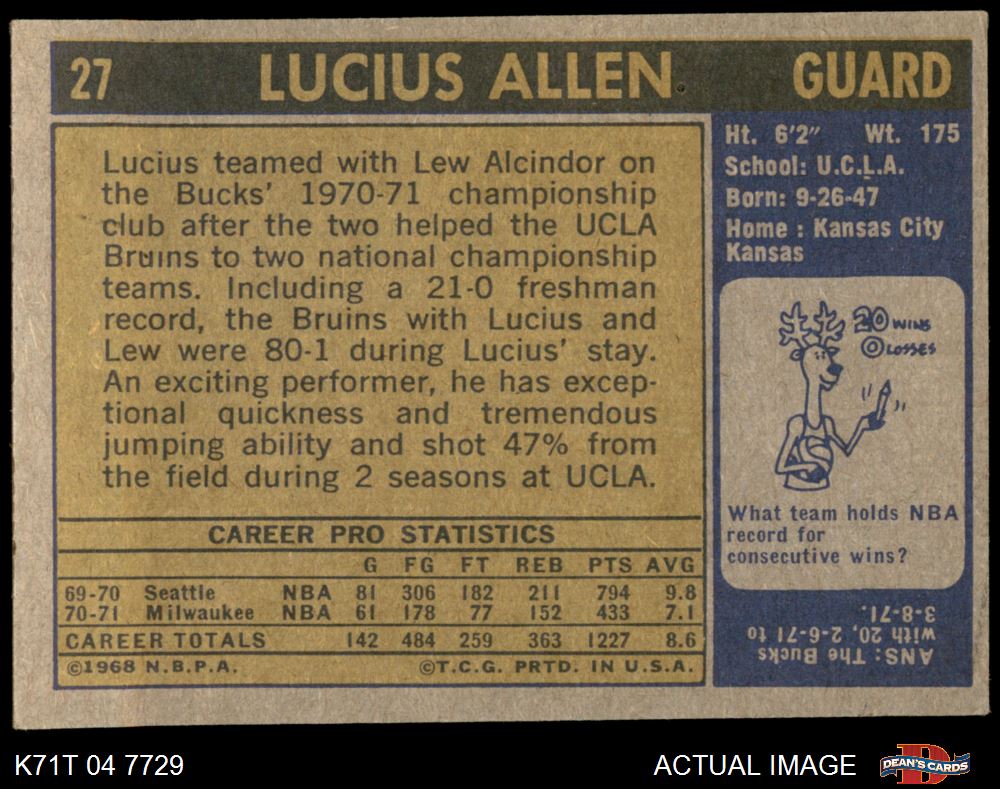 27 LUCIUS ALLEN GUARD
Lucius teamed with Lew Alcindor on
the Bucks' 1970-71 championship
club after the two helped the UCLA
Bruins to two national championship
teams. Including a 21-0 freshman
record, the Bruins with Lucius and
Lew were 80-1 during Lucius' stay.
An exciting performer, he has excep-
tional quickness and tremendous
jumping ability and shot 47% from
the field during 2 seasons at UCLA.
CAREER PRO STATISTICS
G FG FT REB PTS AVG
69-70 Seattle NBA 81 306 182 211 794 9.8
70-71 Milwaukee NBA 61 178 77 152 433 7.1
CAREER TOTALS 142 484 259 363 1227 8.6
©1968 N.B.P.A. ©T.C.G. PRTD. IN U.S.A.
Ht. 6'2" Wt. 175
School: U.C.L.A.
Born: 9-26-47
Home : Kansas City
Kansas
20 WINS
0 LOSSES
What team holds NBA
record for
consecutive wins?
ANS: The Bucks
with 20, 2-6-71 to
3-8-71.
K71T 04 7729
ACTUAL IMAGE
D
DEAN'S CARDS